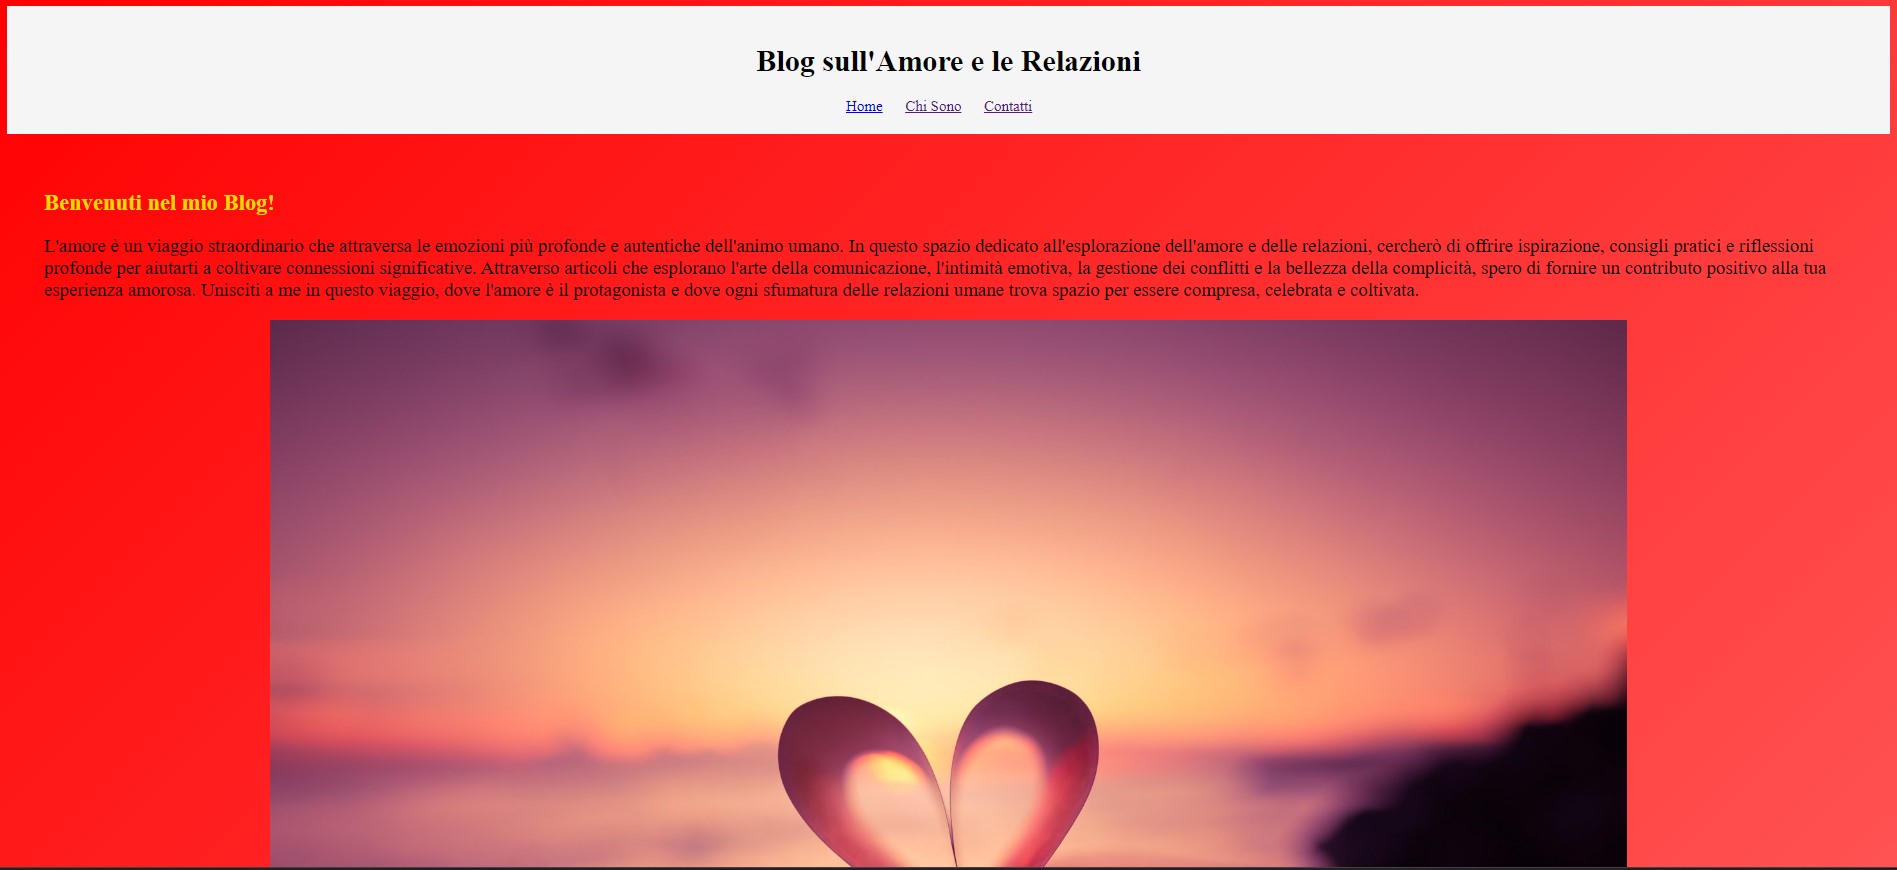 Blog sull'Amore e le Relazioni
Home Chi Sono Contatti
Benvenuti nel mio Blog!
L'amore è un viaggio straordinario che attraversa le emozioni più profonde e autentiche dell'animo umano. In questo spazio dedicato all'esplorazione dell'amore e delle relazioni, cercherò di offrire ispirazione, consigli pratici e riflessioni
profonde per aiutarti a coltivare connessioni significative. Attraverso articoli che esplorano l'arte della comunicazione, l'intimità emotiva, la gestione dei conflitti e la bellezza della complicità, spero di fornire un contributo positivo alla tua
esperienza amorosa. Unisciti a me in questo viaggio, dove l'amore è il protagonista e dove ogni sfumatura delle relazioni umane trova spazio per essere compresa, celebrata e coltivata.